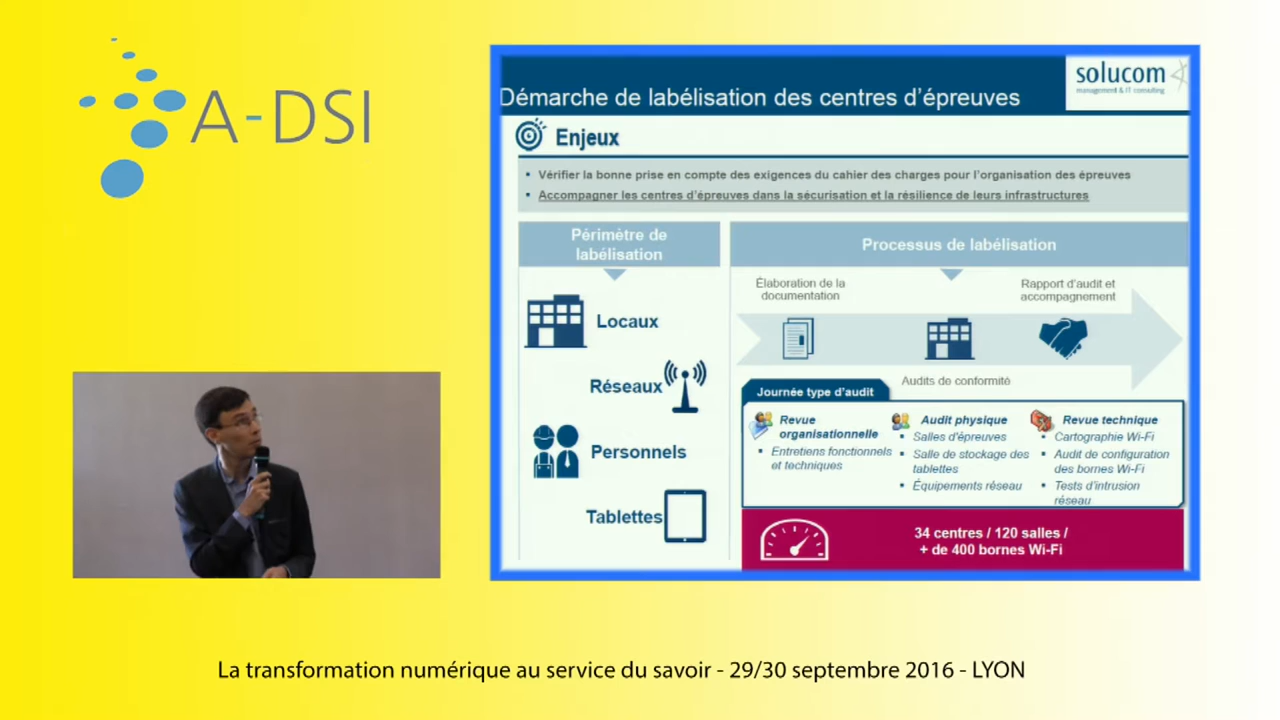 A-DSI
solucom
management & IT consulting
Démarche de labélisation des centres d'épreuves
Enjeux
• Vérifier la bonne prise en compte des exigences du cahier des charges pour l'organisation des épreuves
• Accompagner les centres d'épreuves dans la sécurisation et la résilience de leurs infrastructures
Périmètre de
labélisation
Locaux
Réseaux
Personnels
Tablettes
Processus de labélisation
Élaboration de la
documentation
Rapport d'audit et
accompagnement
Audits de conformité
Journée type d'audit
Revue
organisationnelle
• Entretiens fonctionnels
et techniques
Audit physique
• Salles d'épreuves
• Salle de stockage des
tablettes
• Équipements réseau
Revue technique
• Cartographie Wi-Fi
• Audit de configuration
des bornes Wi-Fi
• Tests d'intrusion
réseau
34 centres / 120 salles /
+ de 400 bornes Wi-Fi
La transformation numérique au service du savoir - 29/30 septembre 2016 - LYON